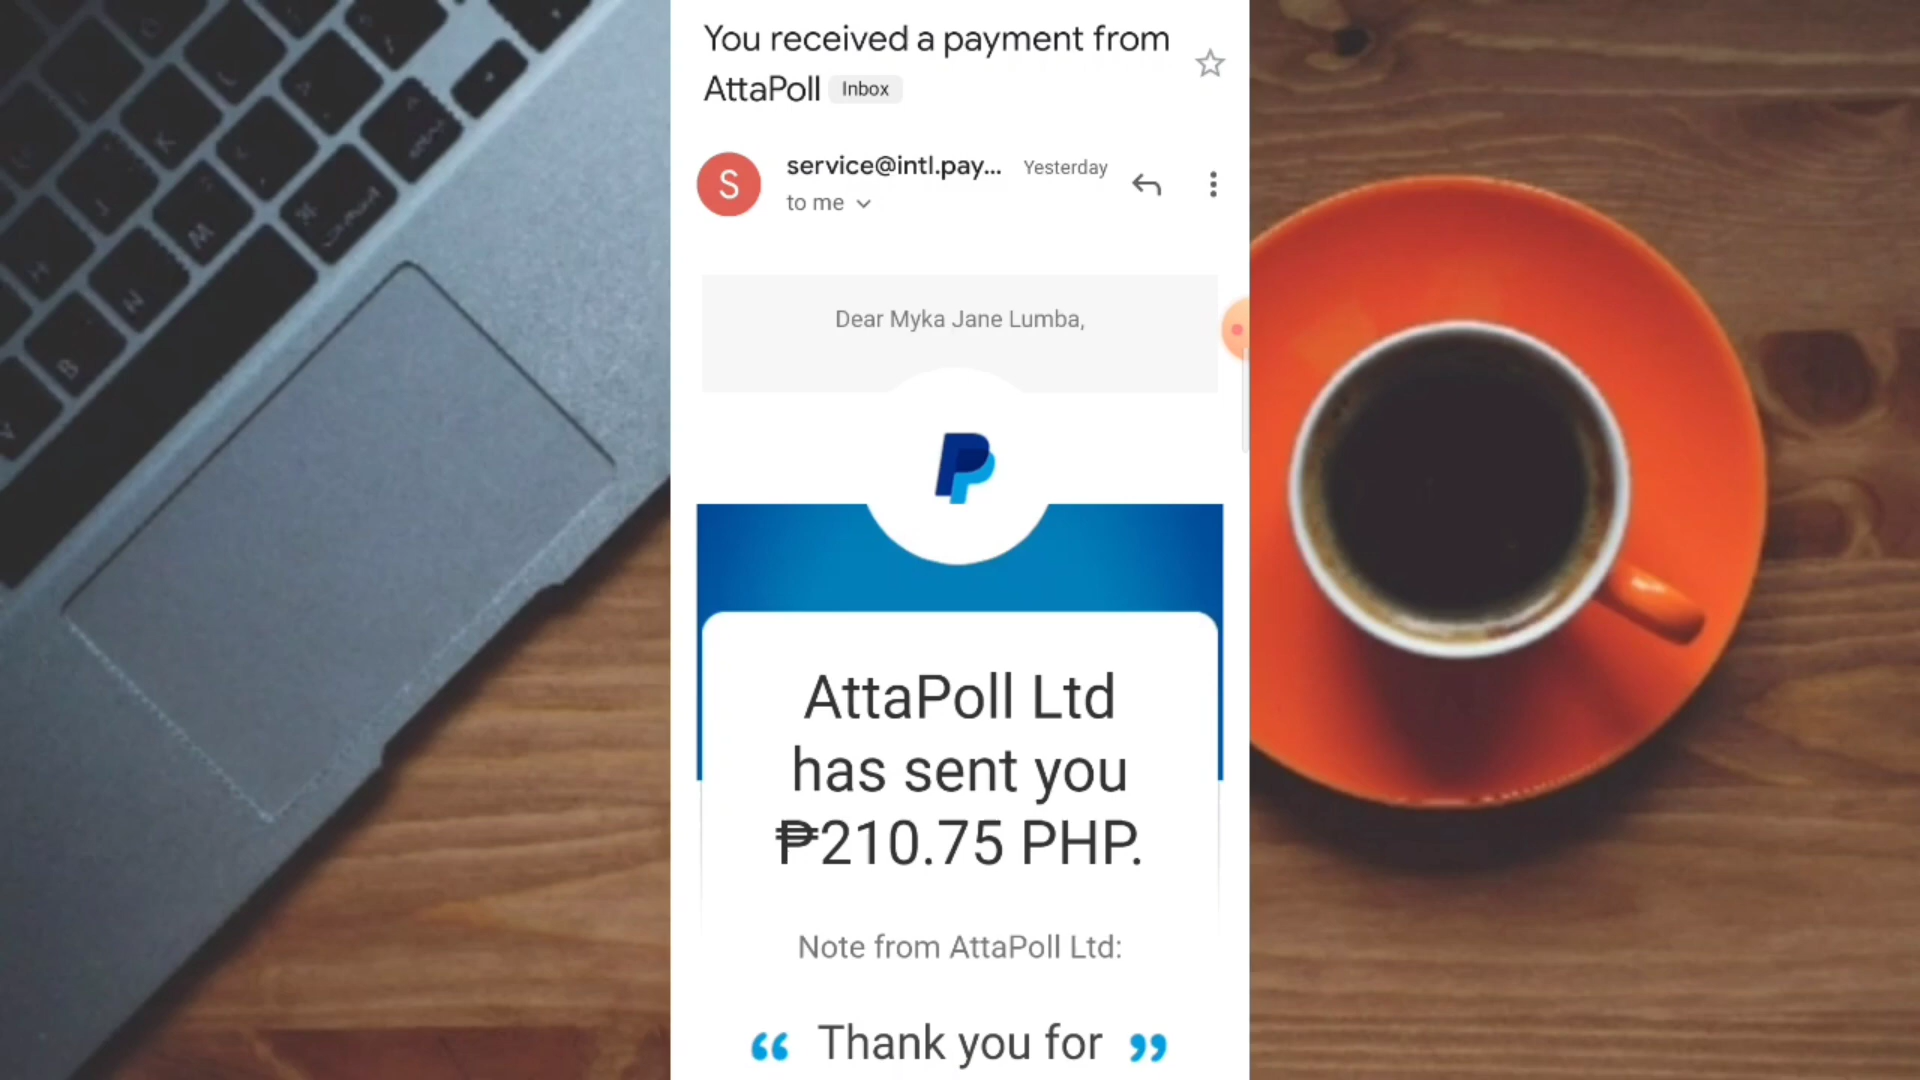 You received a payment from
AttaPoll Inbox
S
service@intl.pay... Yesterday
to me
Dear Myka Jane Lumba,
AttaPoll Ltd
has sent you
₱210.75 PHP.
Note from AttaPoll Ltd:
“ Thank you for ”